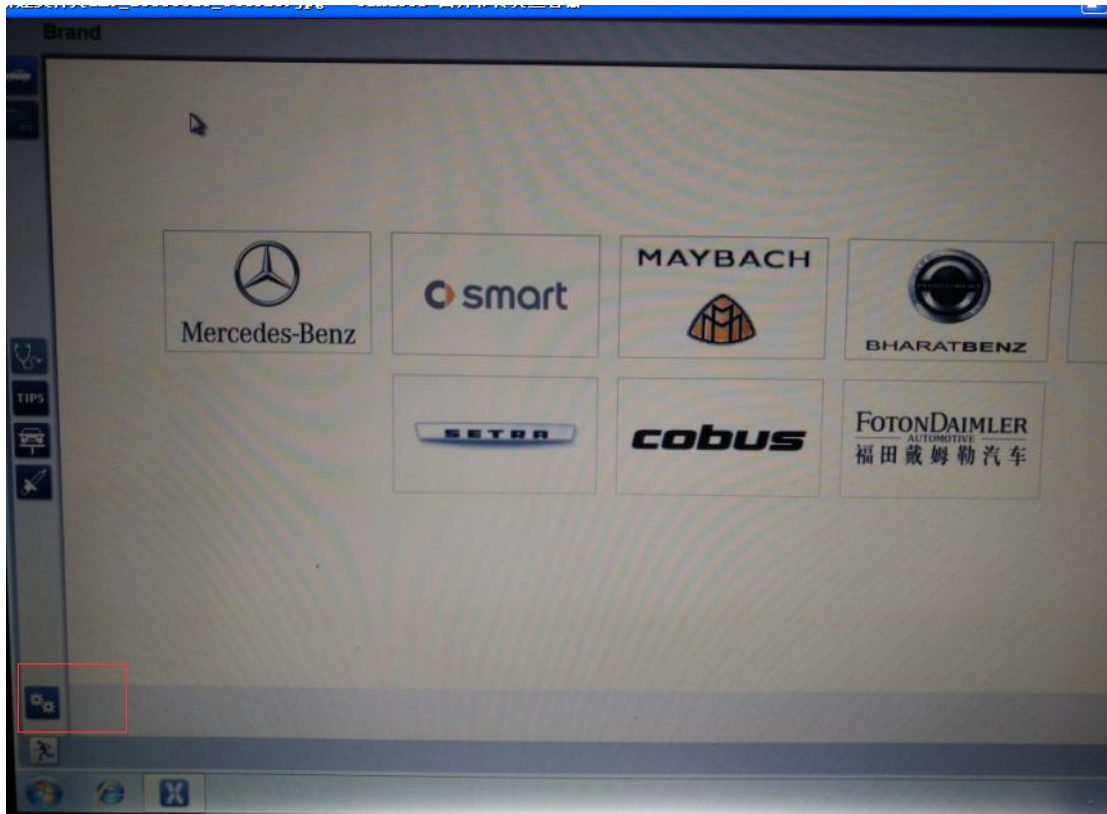 Brand
Mercedes-Benz
smart
MAYBACH
BHARATBENZ
TIPS
SETRA
cobus
FOTONDAIMLER
AUTOMOTIVE
福田戴姆勒汽车